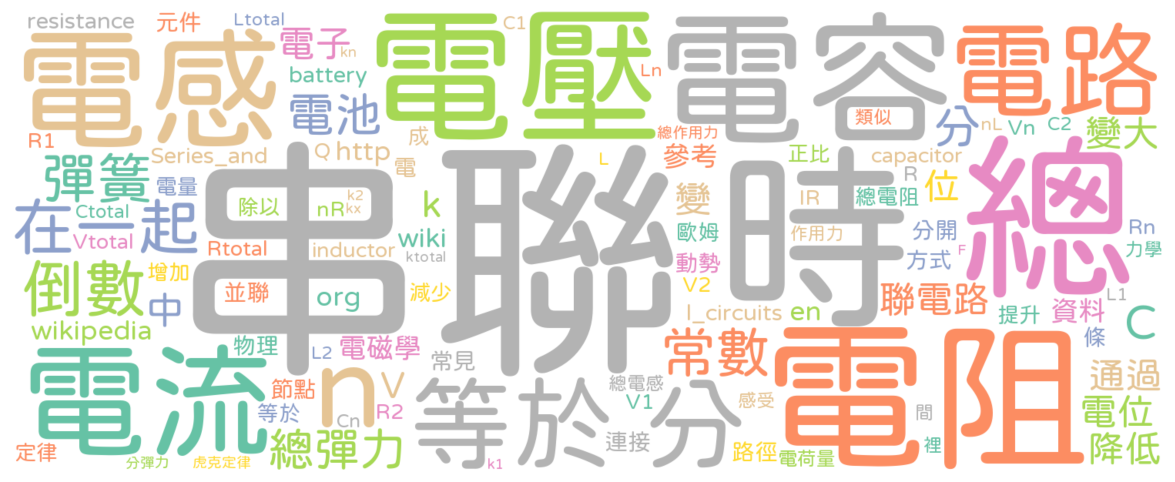 resistance
元件
Ltotal
電子
kn
C1
電感
電壓
電容
電路
battery
Ln
電池
類似
R1
成
總作用力
分
nL
Vn
C2
變大
Series_and
Q
http
電
參考
正比
capacitor
彈簧
電量
串聯時
總
k2
kx
k
L
變
IR
R
總電阻
位
在一起
Ctotal
除以
nR
Vtotal
Rtotal
inductor
wiki
ktotal
歐姆
作用力
分開
Rn
力學
動勢
方式
F
倒數
增加
中
並聯
org
減少
V2
聯電路
L1
資料
wikipedia
l_circuits
en
提升
C
物理
L2
電磁學
常見
常數
條
電流
n
節點
V
等於
Cn
R2
等於分
總電感
V1
感受
電阻
通過
間
電位
定律
分彈力
虎克定律
總彈力
k1
連接
路徑
電荷量
裡
降低